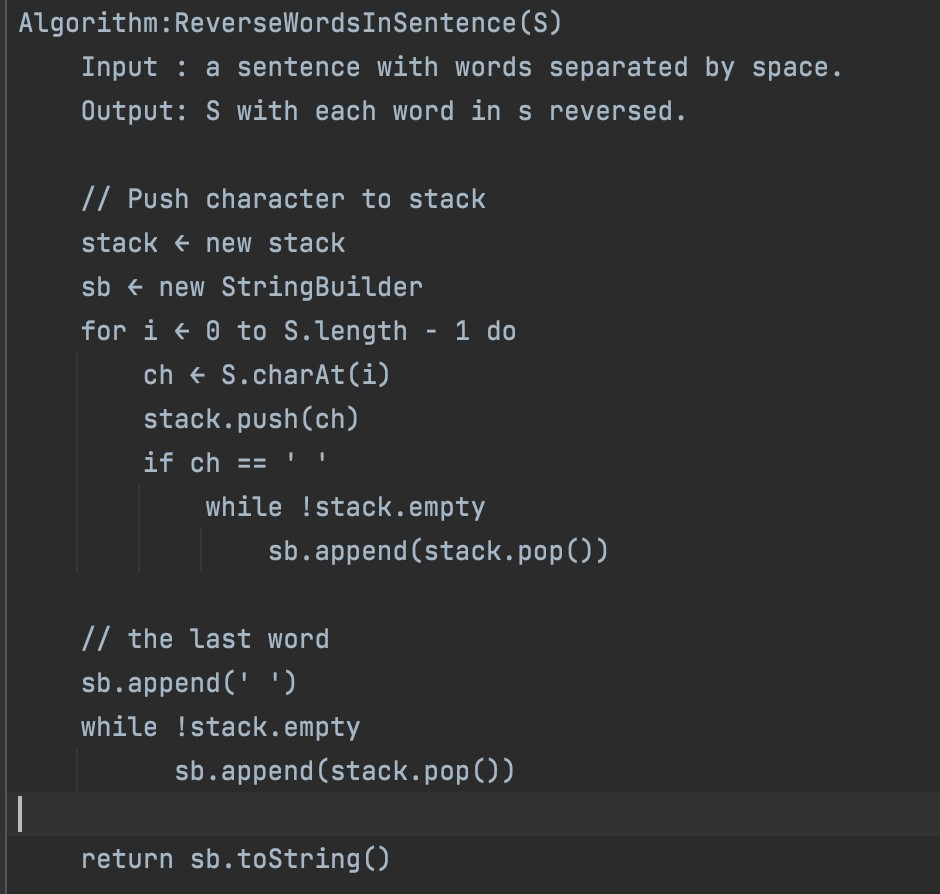 Algorithm:ReverseWordsInSentence(S)
    Input : a sentence with words separated by space.
    Output: S with each word in s reversed.

    // Push character to stack
    stack ← new stack
    sb ← new StringBuilder
    for i ← 0 to S.length - 1 do
        ch ← S.charAt(i)
        stack.push(ch)
        if ch == ' '
            while !stack.empty
                sb.append(stack.pop())

    // the last word
    sb.append(' ')
    while !stack.empty
          sb.append(stack.pop())

    return sb.toString()